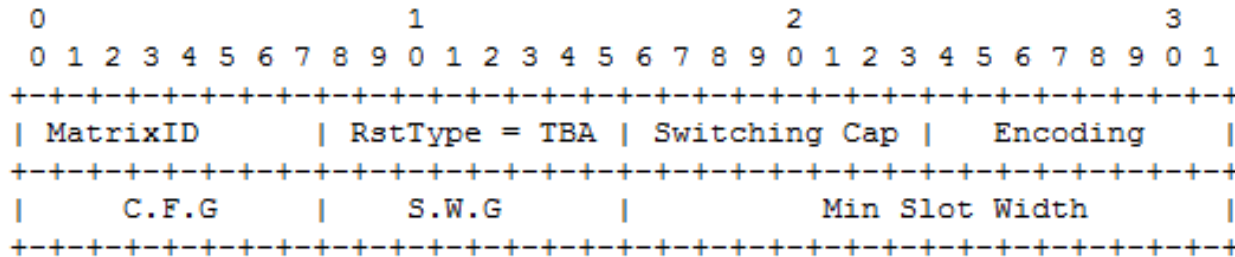 0                   1                   2                   3
 0 1 2 3 4 5 6 7 8 9 0 1 2 3 4 5 6 7 8 9 0 1 2 3 4 5 6 7 8 9 0 1
+-+-+-+-+-+-+-+-+-+-+-+-+-+-+-+-+-+-+-+-+-+-+-+-+-+-+-+-+-+-+-+-+
| MatrixID      | RstType = TBA | Switching Cap |   Encoding    |
+-+-+-+-+-+-+-+-+-+-+-+-+-+-+-+-+-+-+-+-+-+-+-+-+-+-+-+-+-+-+-+-+
|     C.F.G     |    S.W.G      |          Min Slot Width       |
+-+-+-+-+-+-+-+-+-+-+-+-+-+-+-+-+-+-+-+-+-+-+-+-+-+-+-+-+-+-+-+-+